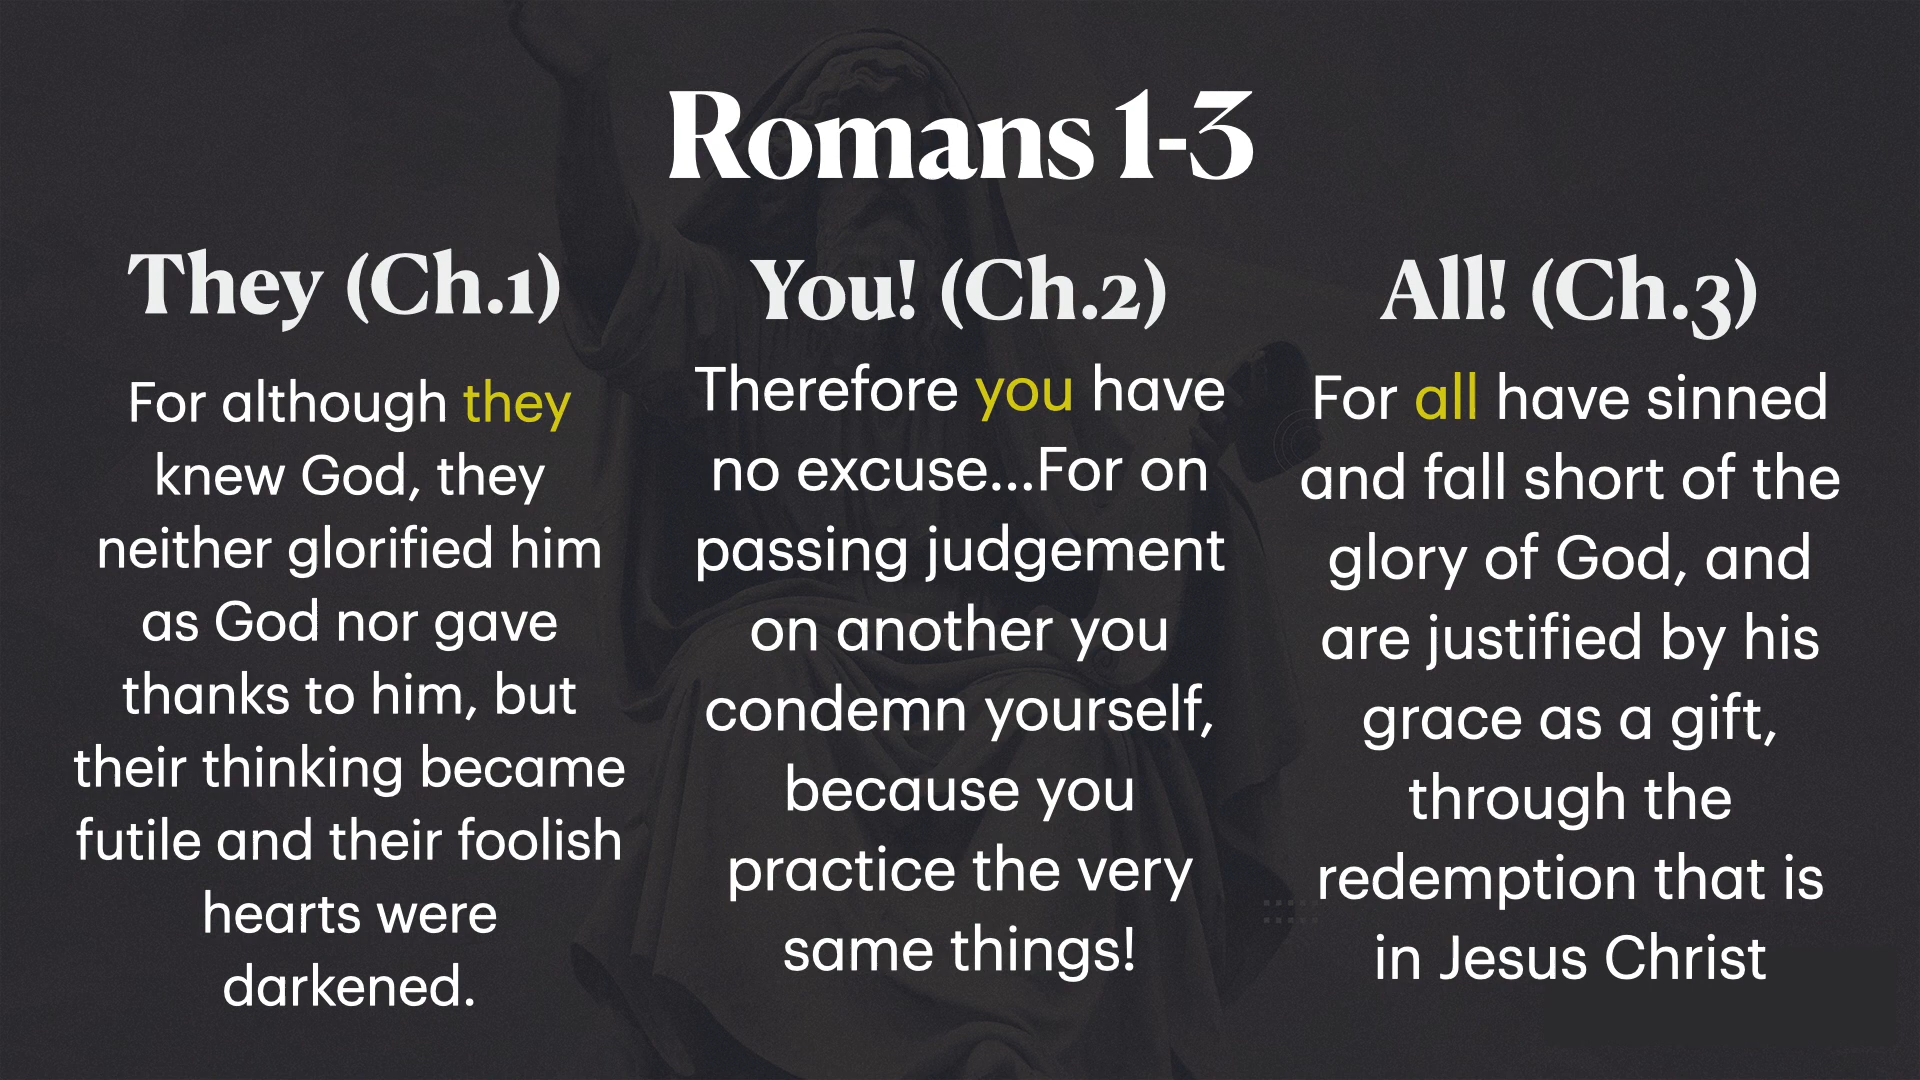 Romans 1-3
They (Ch.1)
For although they
knew God, they
neither glorified him
as God nor gave
thanks to him, but
their thinking became
futile and their foolish
hearts were
darkened.
You! (Ch.2)
Therefore you have
no excuse...For on
passing judgement
on another you
condemn yourself,
because you
practice the very
same things!
All! (Ch.3)
For all have sinned
and fall short of the
glory of God, and
are justified by his
grace as a gift,
through the
redemption that is
in Jesus Christ